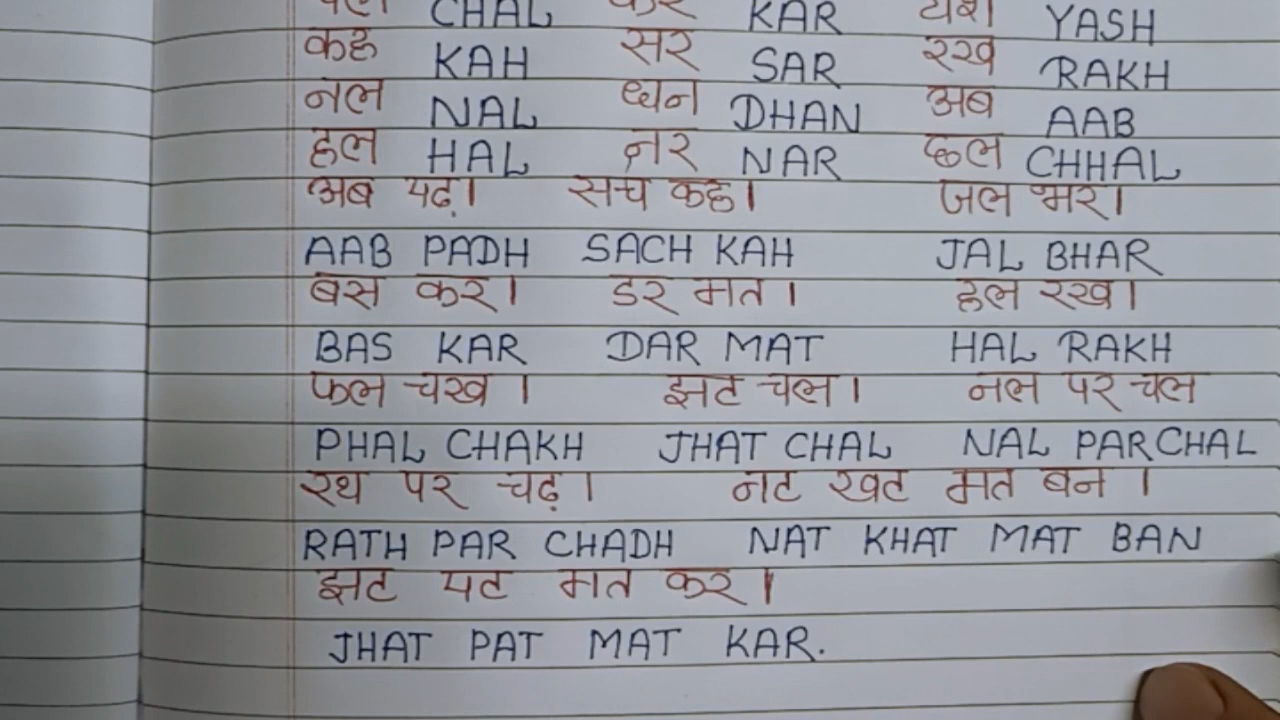 चल CHAL कर KAR यश YASH
कह KAH सर SAR रख RAKH
नल NAL धन DHAN अब AAB
हल HAL नर NAR छल CHHAL
अब पढ़। सच कह। जल भर।
AAB PADH SACH KAH JAL BHAR
बस कर। डर मत। हल रख।
BAS KAR DAR MAT HAL RAKH
फल चख। झट चल। नल पर चल
PHAL CHAKH JHAT CHAL NAL PAR CHAL
रथ पर चढ़। नट खट मत बन।
RATH PAR CHADH NAT KHAT MAT BAN
झट पट मत कर।
JHAT PAT MAT KAR.